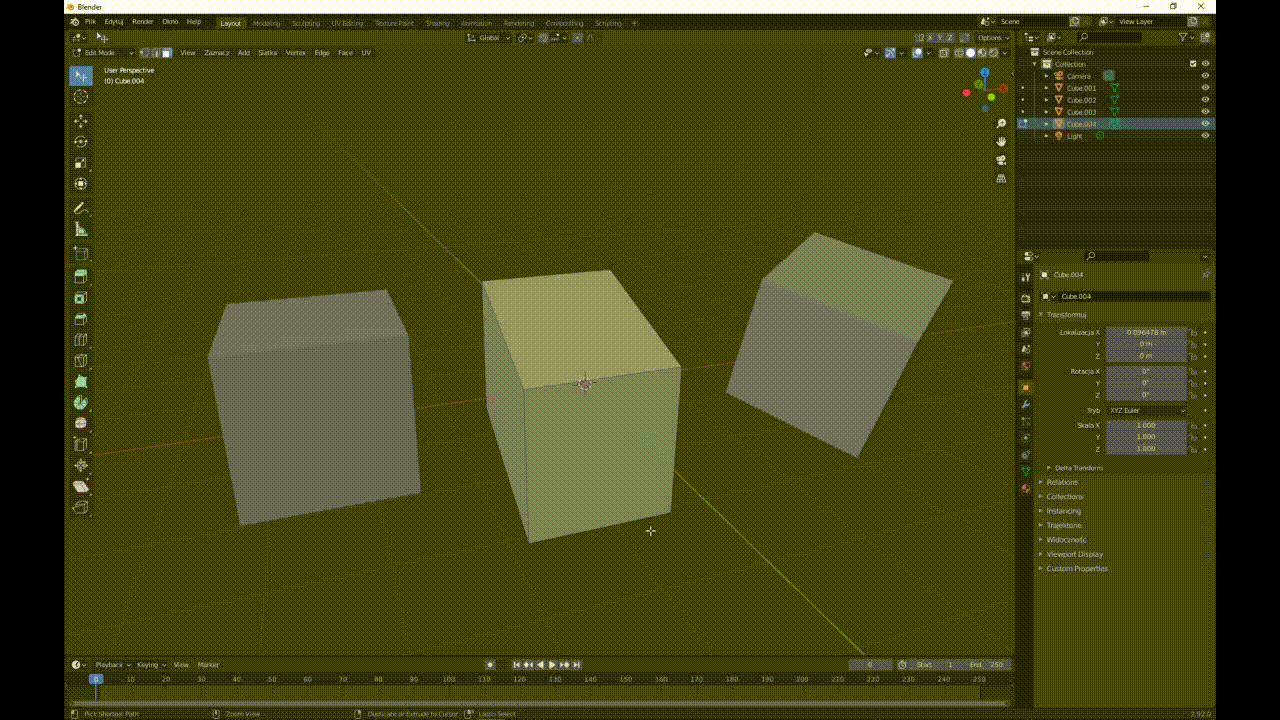 Blender
Plik Edytuj Render Okno Help Layout Modeling Sculpting UV Editing Texture Paint Shading Animation Rendering Compositing Scripting + Scene View Layer
Global X Y Z Options
Edit Mode View Zaznacz Add Siatka Vertex Edge Face UV
User Perspective
(0) Cube.004
Scene Collection
Collection
Camera
Cube.001
Cube.002
Cube.003
Cube.004
Light
Cube.004
Cube.004
Transformuj
Lokalizacja X 0.096478 m
Y 0 m
Z 0 m
Rotacja X 0°
Y 0°
Z 0°
Tryb XYZ Euler
Skala X 1.000
Y 1.000
Z 1.000
Delta Transform
Relations
Collections
Instancing
Trajektorie
Widoczność
Viewport Display
Custom Properties
Playback Keying View Marker 0 Start 1 End 250
0 10 20 30 40 50 60 70 80 90 100 110 120 130 140 150 160 170 180 190 200 210 220 230 240 250
Pick Shortest Path Zoom View Duplicate or Extrude to Cursor Lasso Select 2.92.0